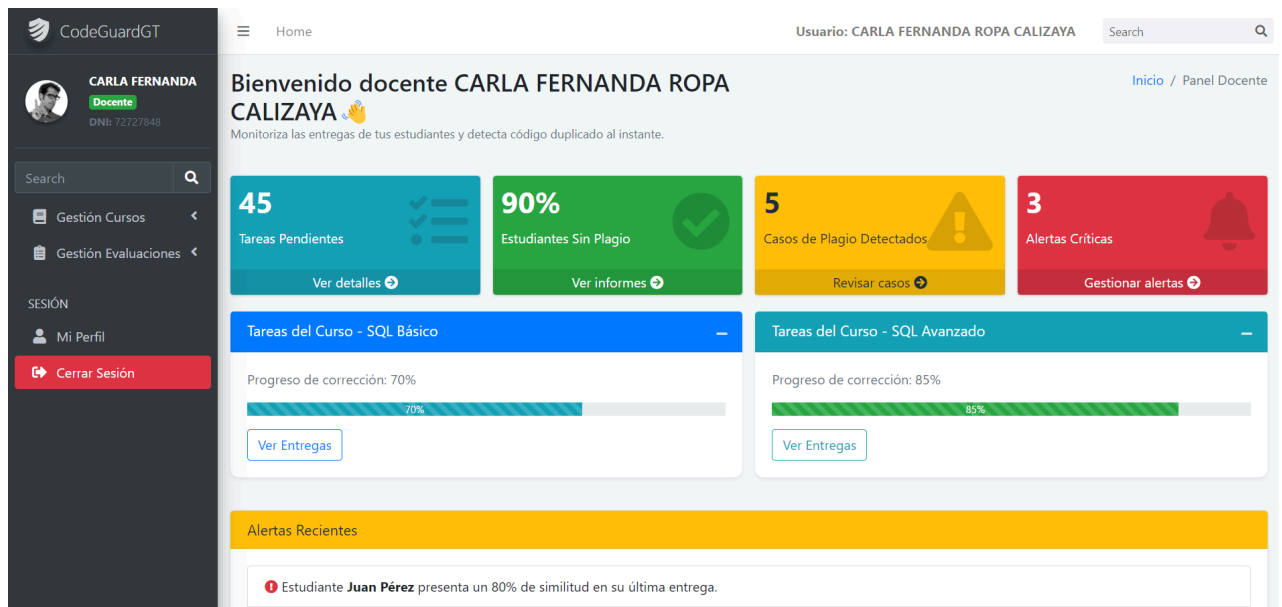 CodeGuardGT
Home
Usuario: CARLA FERNANDA ROPA CALIZAYA
Search
CARLA FERNANDA
Docente
DNI: 72727848
Search
Gestión Cursos
Gestión Evaluaciones
SESIÓN
Mi Perfil
Cerrar Sesión
Bienvenido docente CARLA FERNANDA ROPA
CALIZAYA 👋
Monitoriza las entregas de tus estudiantes y detecta código duplicado al instante.
Inicio / Panel Docente
45
Tareas Pendientes
Ver detalles
90%
Estudiantes Sin Plagio
Ver informes
5
Casos de Plagio Detectados
Revisar casos
3
Alertas Críticas
Gestionar alertas
Tareas del Curso - SQL Básico
Progreso de corrección: 70%
70%
Ver Entregas
Tareas del Curso - SQL Avanzado
Progreso de corrección: 85%
85%
Ver Entregas
Alertas Recientes
Estudiante Juan Pérez presenta un 80% de similitud en su última entrega.